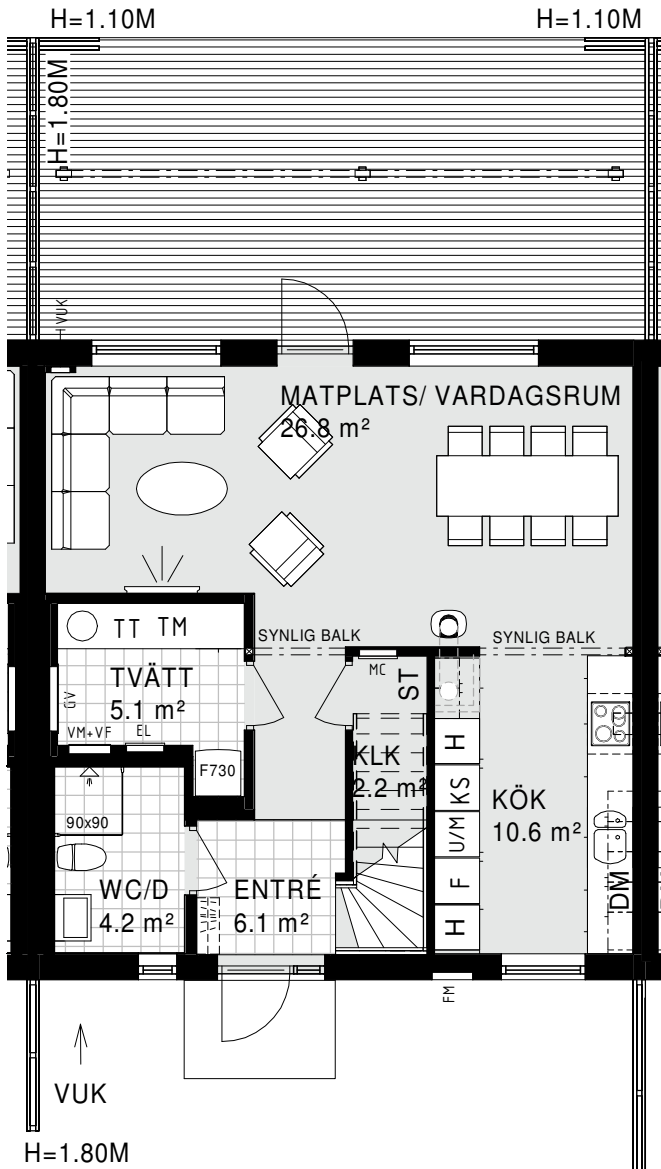 H=1.10M
H=1.10M
H=1.80M
VUK
MATPLATS/ VARDAGSRUM
26.8 m²
TT TM
SYNLIG BALK
SYNLIG BALK
TVÄTT
5.1 m²
GV
VM+VF
EL
F730
MC
ST
KLK
2.2 m²
H
KS
U/M
F
H
KÖK
10.6 m²
DM
90x90
WC/D
4.2 m²
ENTRÉ
6.1 m²
FM
VUK
H=1.80M